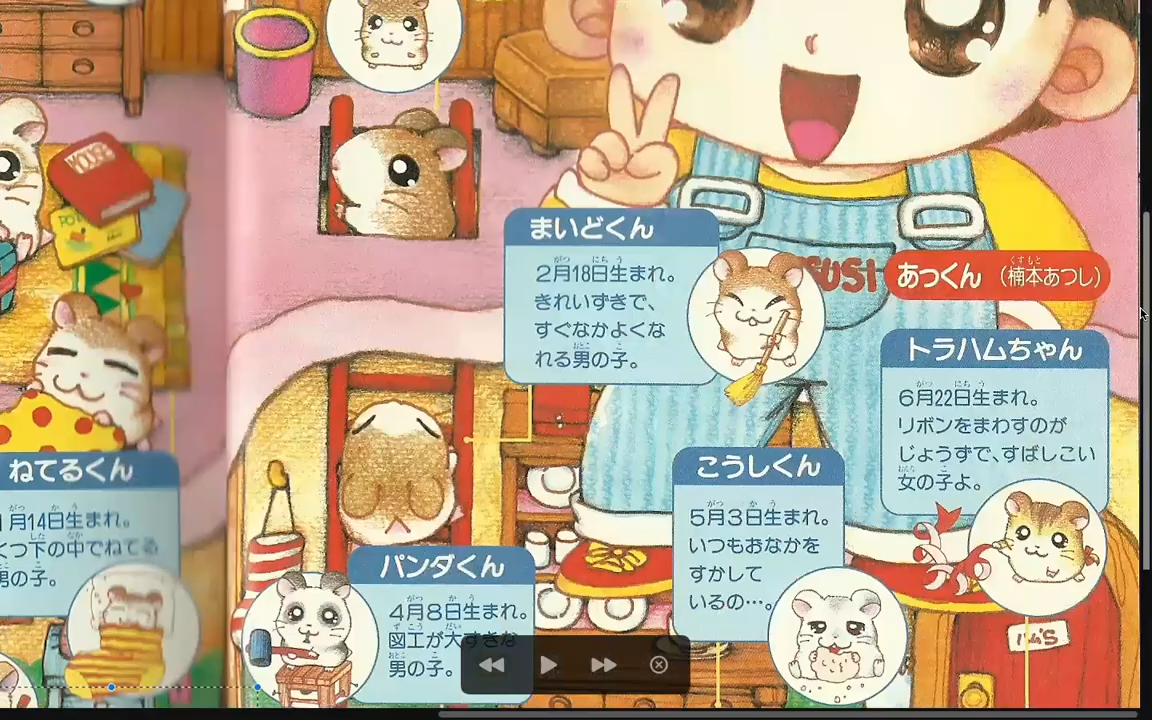 HOUSE
まいどくん
2月18日生まれ。
きれいずきで、
すぐなかよくな
れる男の子。
あっくん（楠本あつし）
くすもと
トラハムちゃん
6月22日生まれ。
リボンをまわすのが
じょうずで、すばしこい
女の子よ。
ねてるくん
月14日生まれ。
くつ下の中でねてる
男の子。
こうしくん
5月3日生まれ。
いつもおなかを
すかして
いるの…。
パンダくん
4月8日生まれ。
図工が大すきな
男の子。
ハム'S